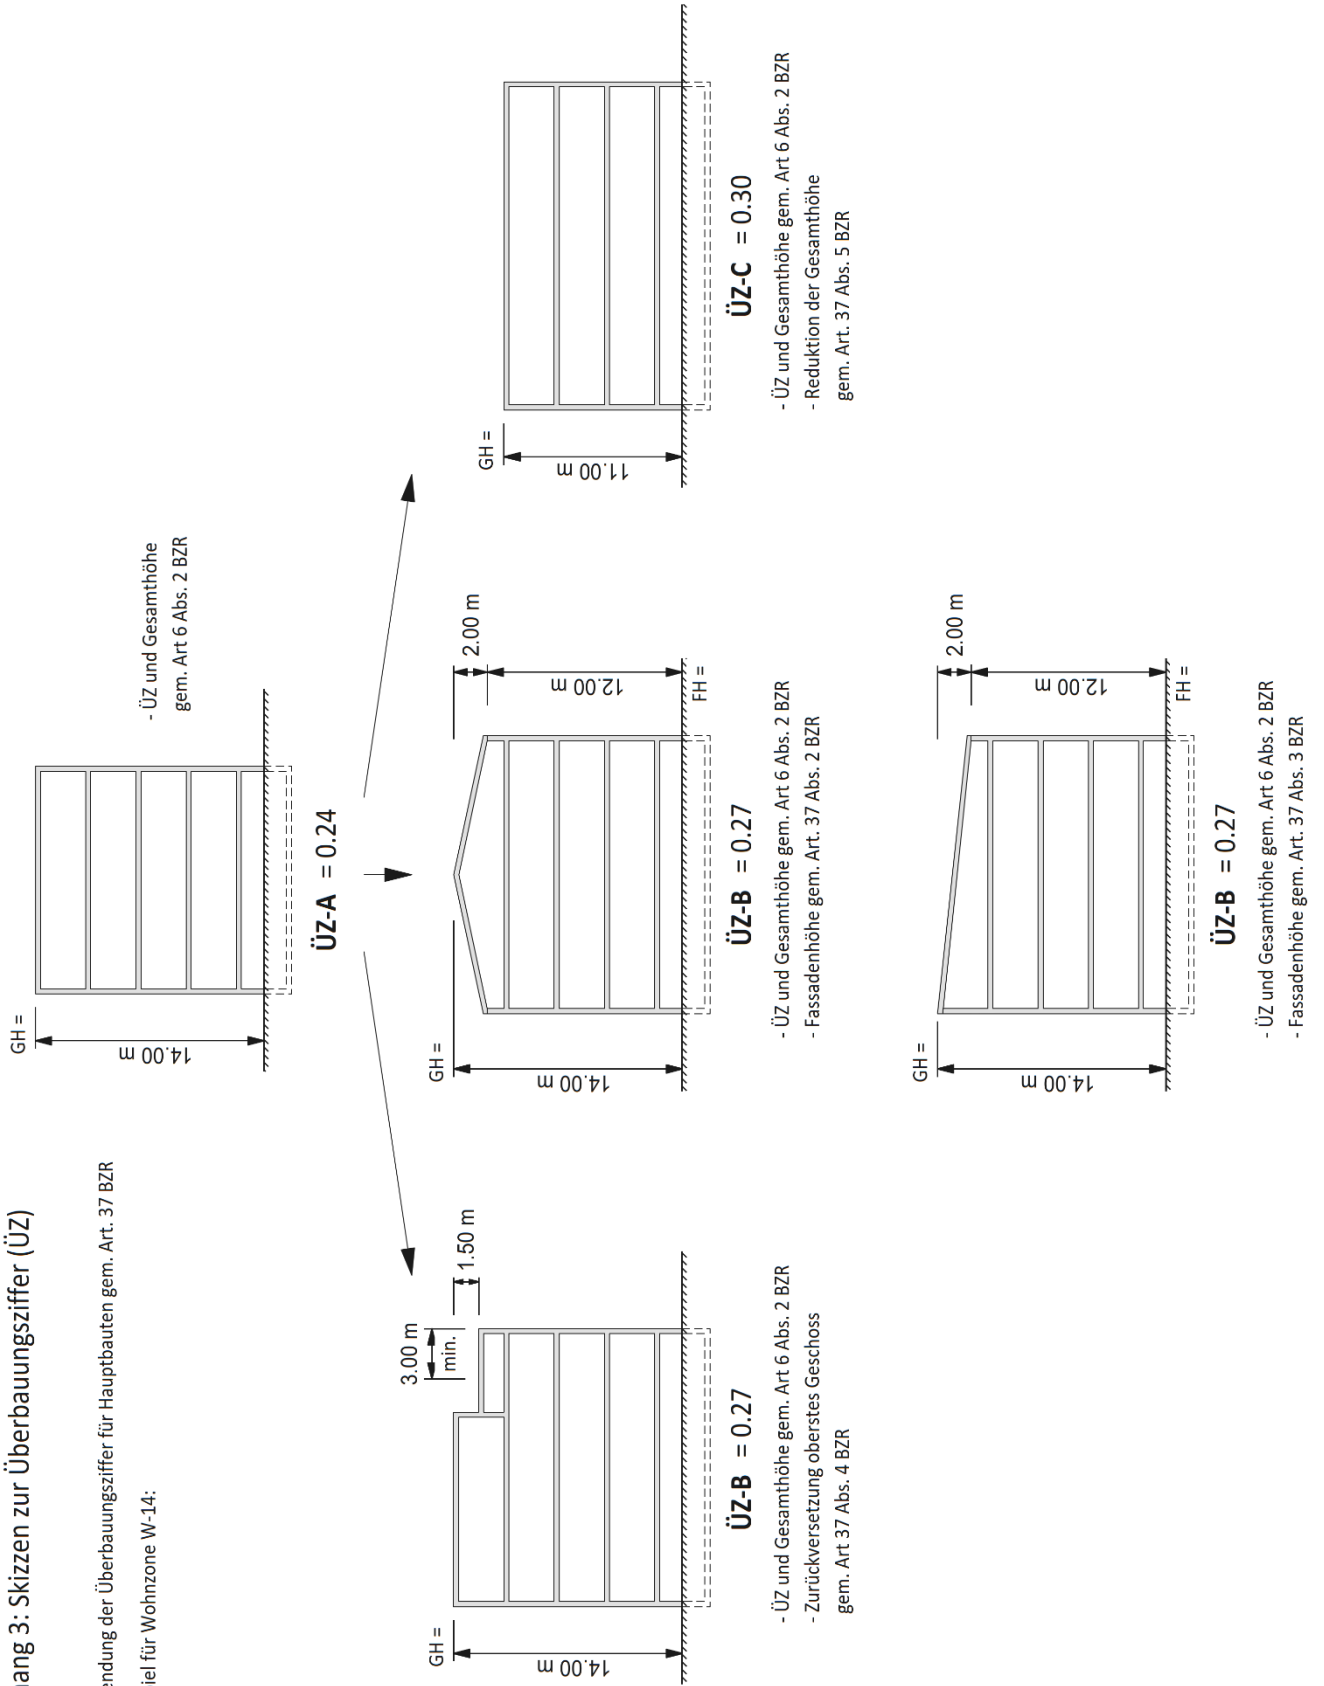 ang 3: Skizzen zur Überbauungsziffer (ÜZ)
endung der Überbauungsziffer für Hauptbauten gem. Art. 37 BZR
iel für Wohnzone W-14:
GH =
14.00 m
- ÜZ und Gesamthöhe
gem. Art 6 Abs. 2 BZR
ÜZ-A = 0.24
GH =
14.00 m
3.00 m
min.
1.50 m
ÜZ-B = 0.27
- ÜZ und Gesamthöhe gem. Art 6 Abs. 2 BZR
- Zurückversetzung oberstes Geschoss
gem. Art 37 Abs. 4 BZR
GH =
14.00 m
2.00 m
12.00 m
FH =
ÜZ-B = 0.27
- ÜZ und Gesamthöhe gem. Art 6 Abs. 2 BZR
- Fassadenhöhe gem. Art. 37 Abs. 2 BZR
GH =
11.00 m
ÜZ-C = 0.30
- ÜZ und Gesamthöhe gem. Art 6 Abs. 2 BZR
- Reduktion der Gesamthöhe
gem. Art. 37 Abs. 5 BZR
GH =
14.00 m
2.00 m
12.00 m
FH =
ÜZ-B = 0.27
- ÜZ und Gesamthöhe gem. Art 6 Abs. 2 BZR
- Fassadenhöhe gem. Art. 37 Abs. 3 BZR